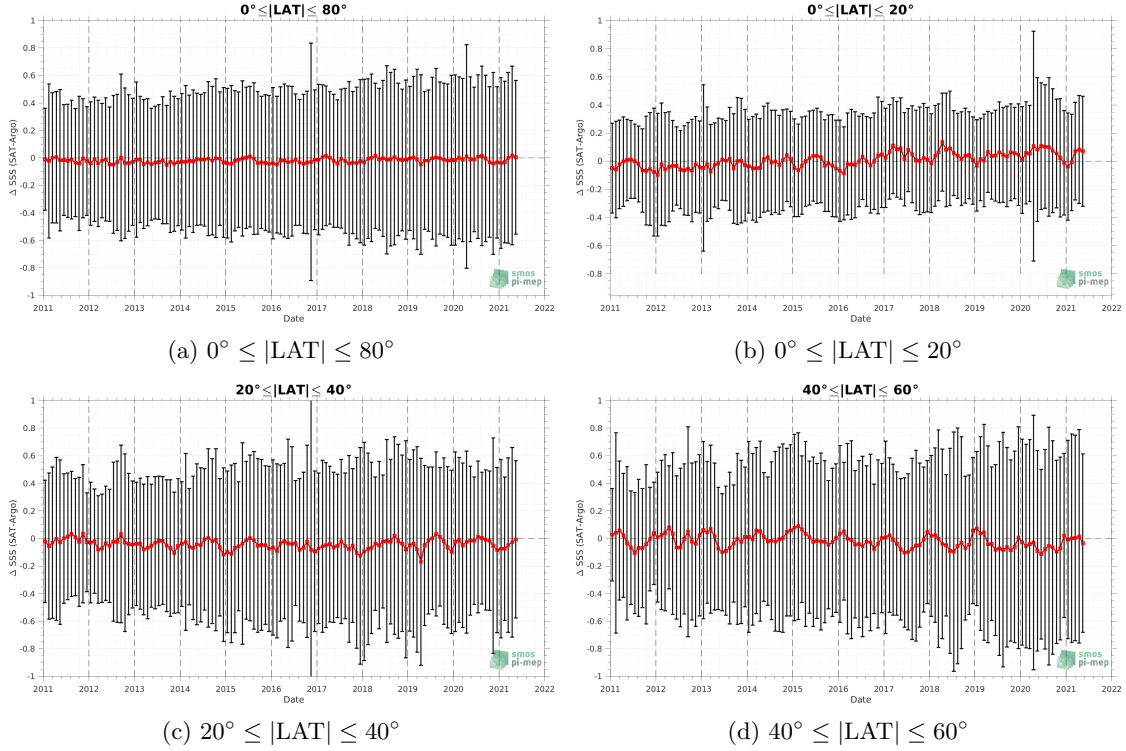 0°≤|LAT|≤ 80°
Δ SSS (SAT-Argo)
1
0.8
0.6
0.4
0.2
0
-0.2
-0.4
-0.6
-0.8
-1
2011 2012 2013 2014 2015 2016 2017 2018 2019 2020 2021 2022
Date
smos
pi-mep
(a) 0° ≤ |LAT| ≤ 80°
0°≤|LAT|≤ 20°
Δ SSS (SAT-Argo)
1
0.8
0.6
0.4
0.2
0
-0.2
-0.4
-0.6
-0.8
2011 2012 2013 2014 2015 2016 2017 2018 2019 2020 2021 2022
Date
smos
pi-mep
(b) 0° ≤ |LAT| ≤ 20°
20°≤|LAT|≤ 40°
Δ SSS (SAT-Argo)
1
0.8
0.6
0.4
0.2
0
-0.2
-0.4
-0.6
-0.8
-1
2011 2012 2013 2014 2015 2016 2017 2018 2019 2020 2021 2022
Date
smos
pi-mep
(c) 20° ≤ |LAT| ≤ 40°
40°≤|LAT|≤ 60°
Δ SSS (SAT-Argo)
1
0.8
0.6
0.4
0.2
0
-0.2
-0.4
-0.6
-0.8
-1
2011 2012 2013 2014 2015 2016 2017 2018 2019 2020 2021 2022
Date
smos
pi-mep
(d) 40° ≤ |LAT| ≤ 60°